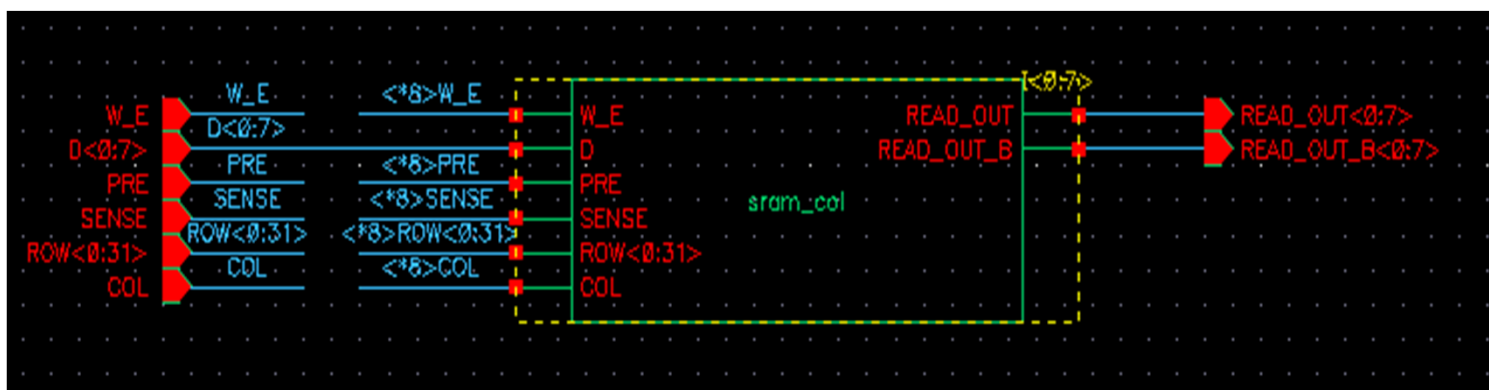 I<0:7>
W_E W_E <*8>W_E W_E READ_OUT READ_OUT<0:7>
D<0:7> D<0:7> D READ_OUT_B READ_OUT_B<0:7>
PRE PRE <*8>PRE PRE
SENSE SENSE <*8>SENSE SENSE
sram_col
ROW<0:31> ROW<0:31> <*8>ROW<0:31> ROW<0:31>
COL COL <*8>COL COL